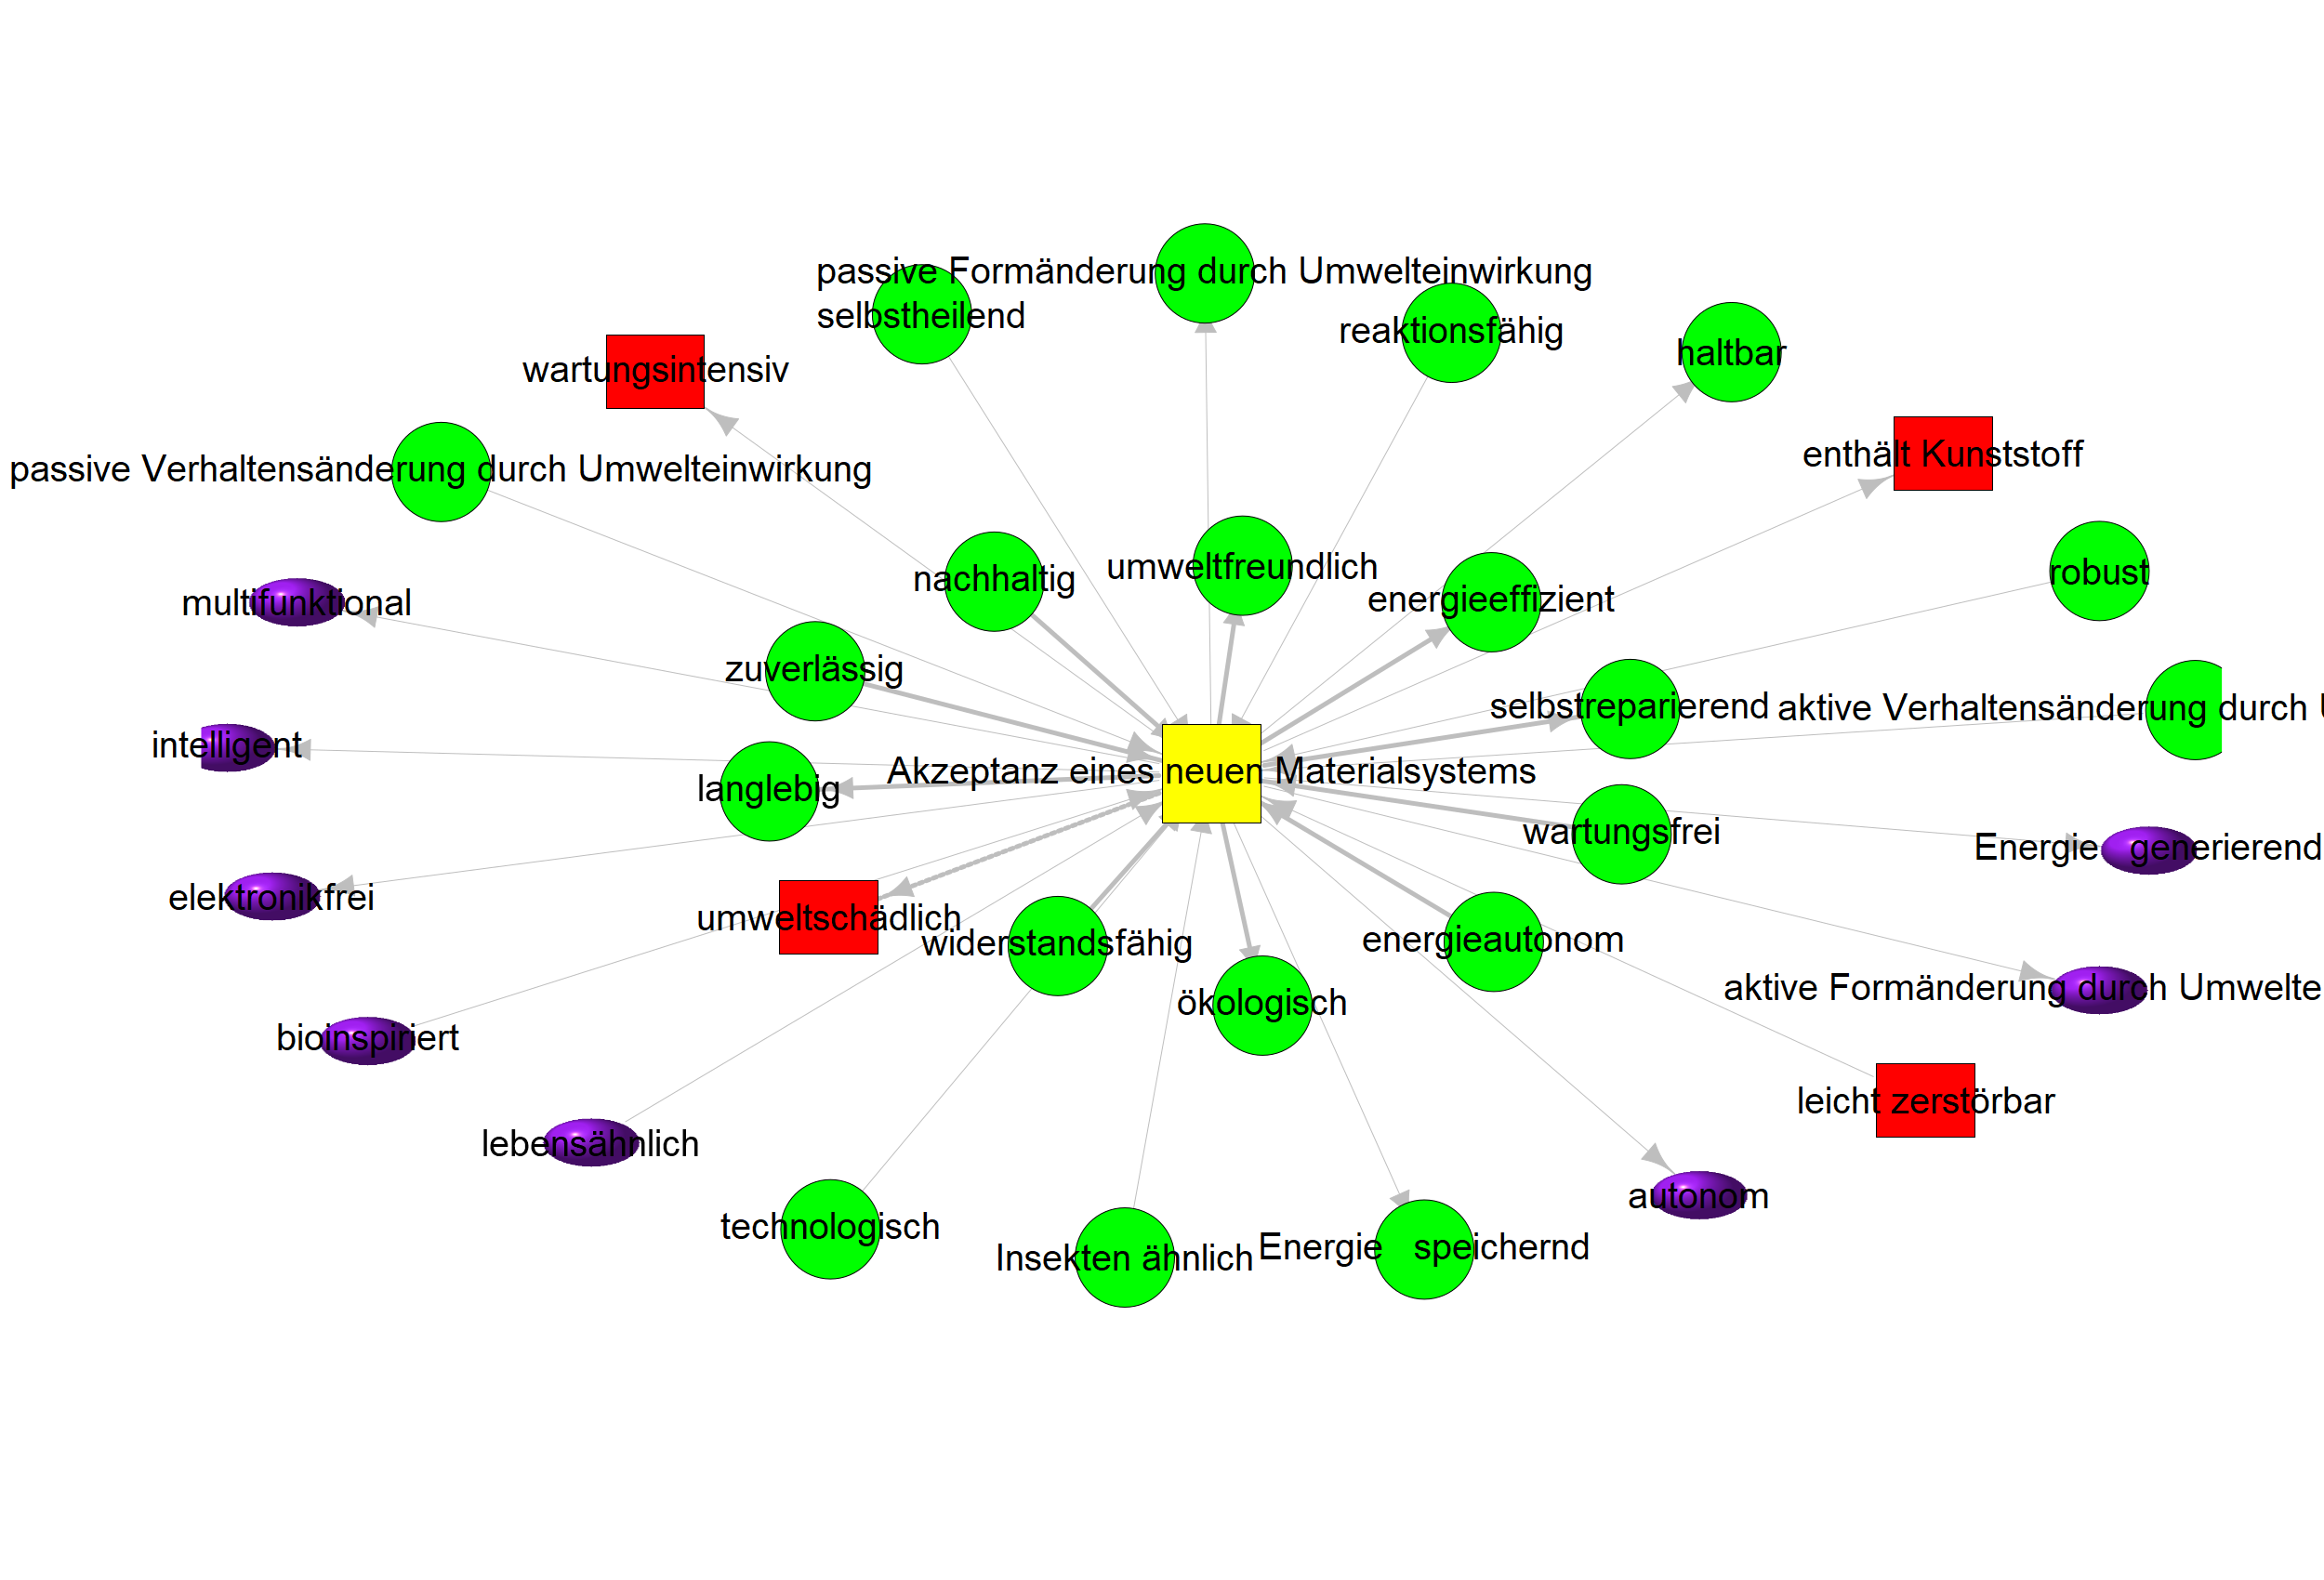 passive Formänderung durch Umwelteinwirkung
selbstheilend
reaktionsfähig
haltbar
wartungsintensiv
enthält Kunststoff
passive Verhaltensänderung durch Umwelteinwirkung
nachhaltig
umweltfreundlich
energieeffizient
robust
multifunktional
zuverlässig
selbstreparierend
aktive Verhaltensänderung durch U
intelligent
langlebig
Akzeptanz eines neuen Materialsystems
wartungsfrei
Energie generierend
elektronikfrei
umweltschädlich
widerstandsfähig
energieautonom
ökologisch
aktive Formänderung durch Umwelte
bioinspiriert
leicht zerstörbar
lebensähnlich
autonom
technologisch
Insekten ähnlich
Energie speichernd